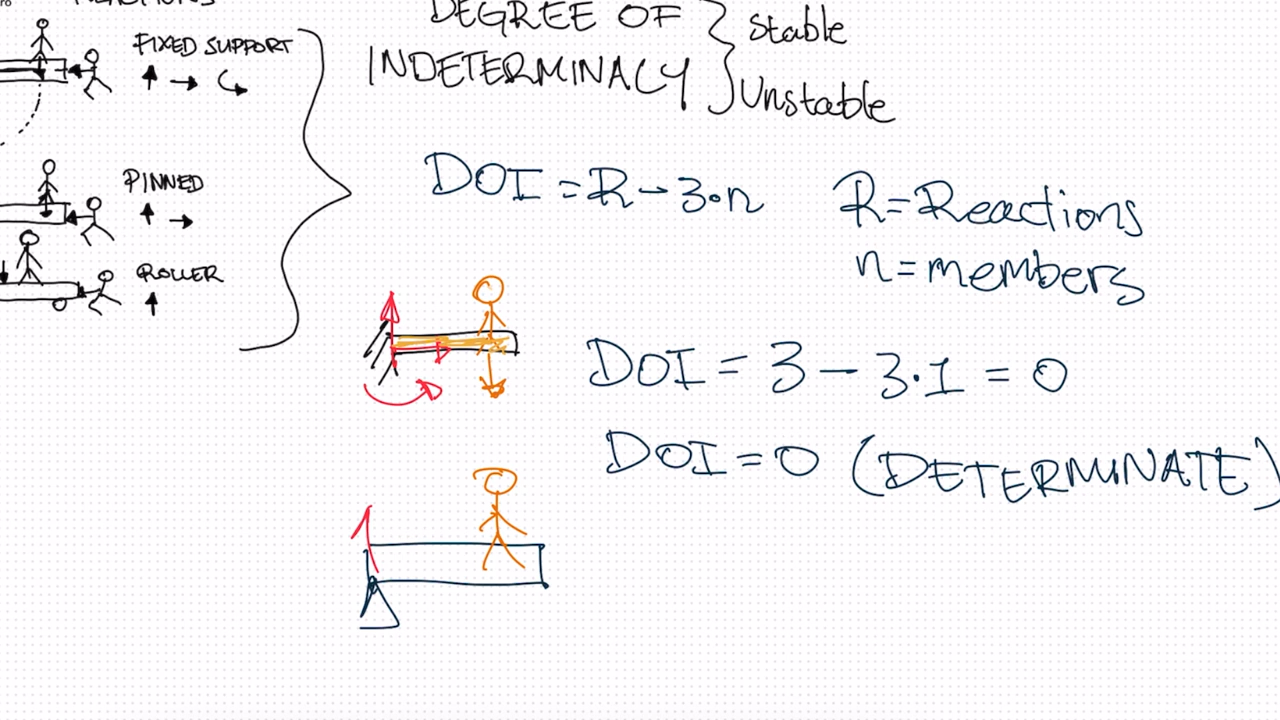 REACTIONS
FIXED SUPPORT
PINNED
ROLLER
DEGREE OF
INDETERMINACY
Stable
Unstable
DOI = R - 3·n
R = Reactions
n = members
DOI = 3 - 3·1 = 0
DOI = 0 (DETERMINATE)